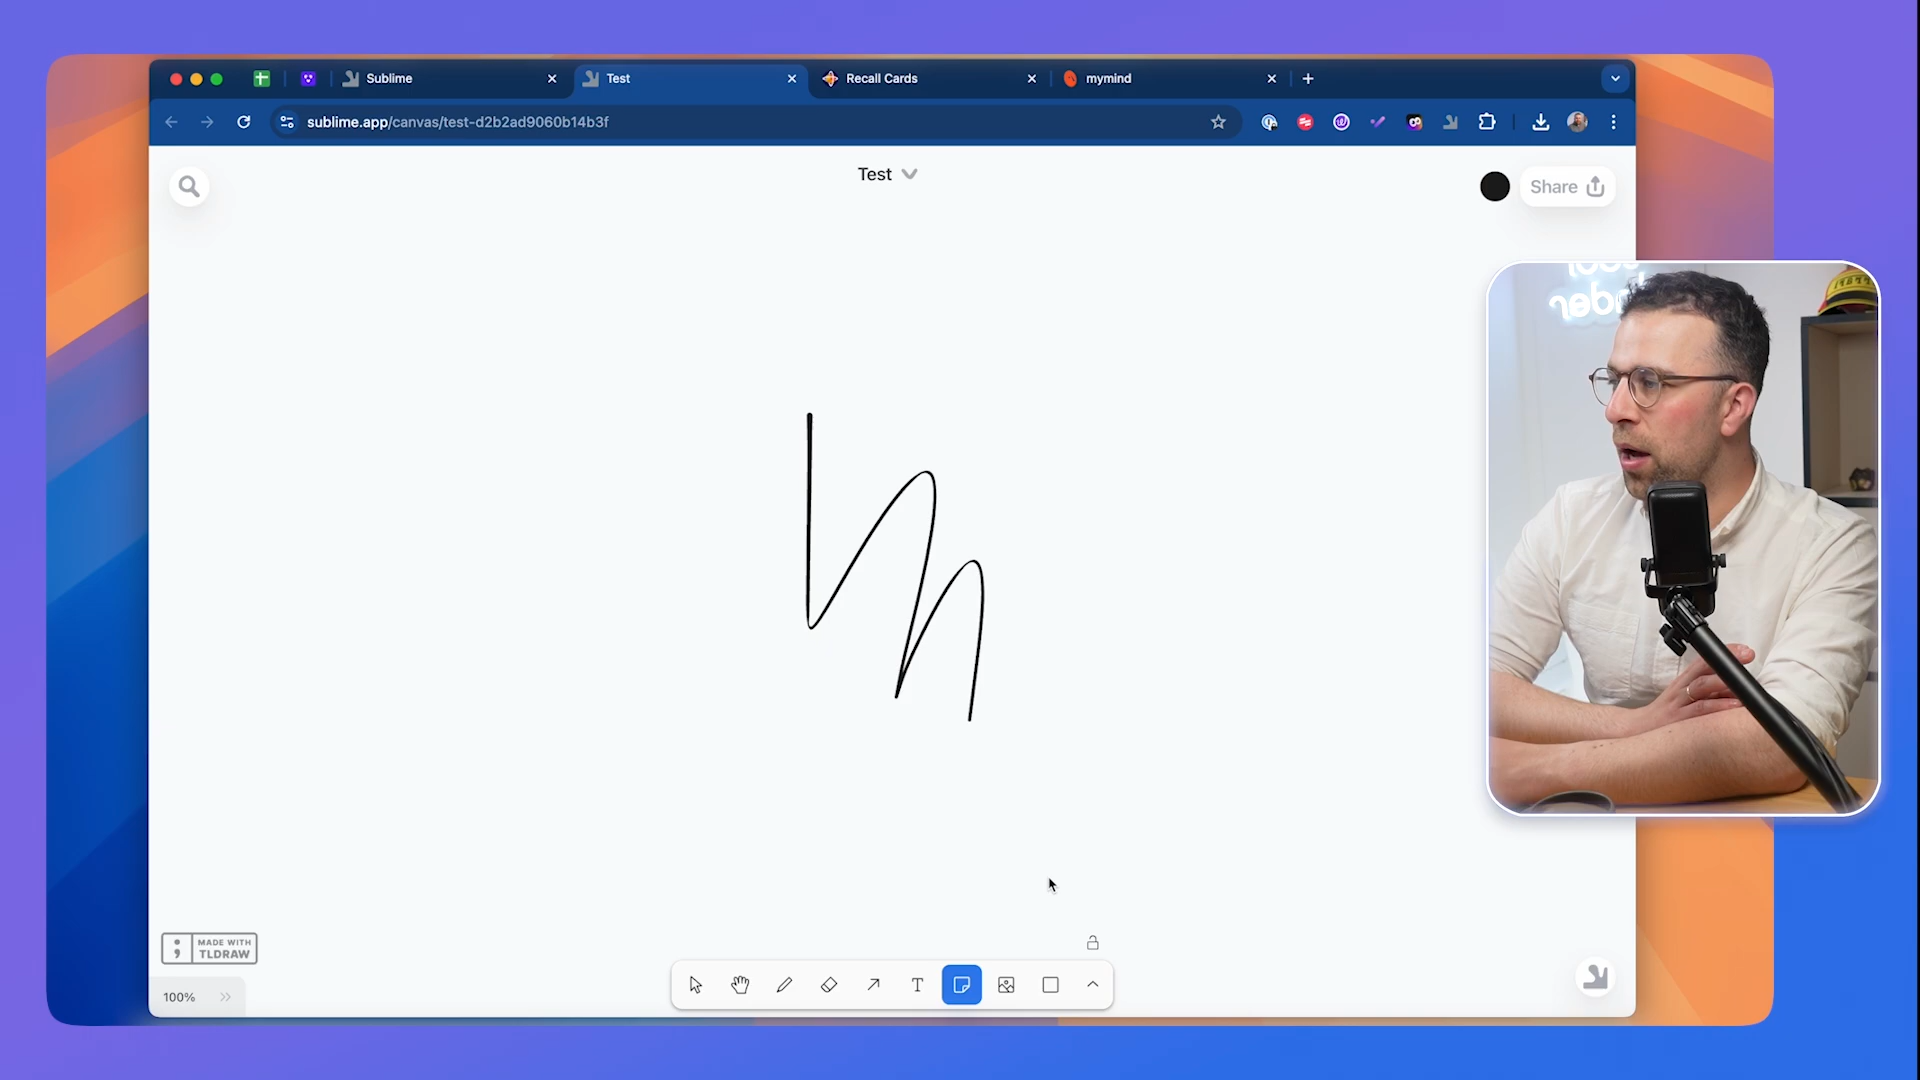 Sublime
Test
Recall Cards
mymind
sublime.app/canvas/test-d2b2ad9060b14b3f
Test
Share
MADE WITH
TLDRAW
100%
T